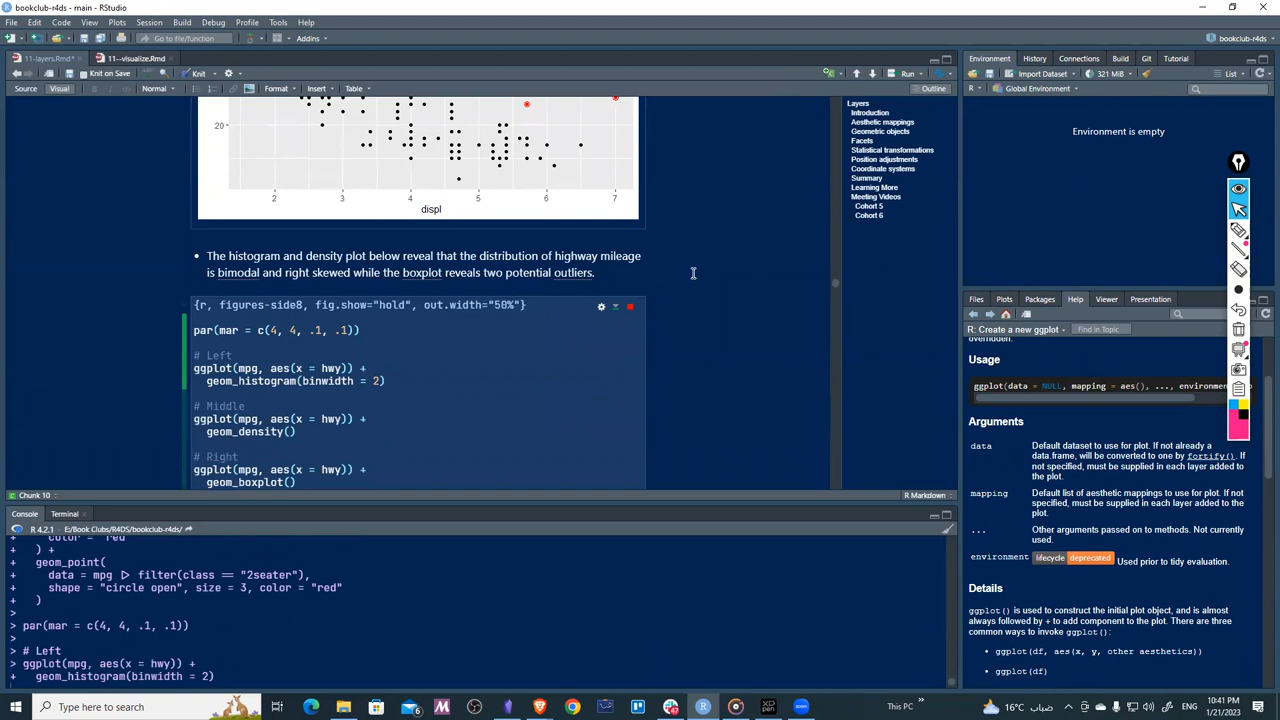 bookclub-r4ds - main - RStudio
File Edit Code View Plots Session Build Debug Profile Tools Help
Go to file/function
Addins
bookclub-r4ds
11-layers.Rmd*
11--visualize.Rmd
Knit on Save
Knit
Run
Source Visual
Normal
Format Insert Table
Outline
20
2 3 4 5 6 7
displ
The histogram and density plot below reveal that the distribution of highway mileage
is bimodal and right skewed while the boxplot reveals two potential outliers.
{r, figures-side8, fig.show="hold", out.width="50%"}
par(mar = c(4, 4, .1, .1))
# Left
ggplot(mpg, aes(x = hwy)) +
geom_histogram(binwidth = 2)
# Middle
ggplot(mpg, aes(x = hwy)) +
geom_density()
# Right
ggplot(mpg, aes(x = hwy)) +
geom_boxplot()
Chunk 10
R Markdown
Layers
Introduction
Aesthetic mappings
Geometric objects
Facets
Statistical transformations
Position adjustments
Coordinate systems
Summary
Learning More
Meeting Videos
Cohort 5
Cohort 6
Console Terminal
R 4.2.1 · E:/Book Clubs/R4DS/bookclub-r4ds/
+ color = "red"
+ ) +
+ geom_point(
+ data = mpg |> filter(class == "2seater"),
+ shape = "circle open", size = 3, color = "red"
+ )
>
> par(mar = c(4, 4, .1, .1))
>
> # Left
> ggplot(mpg, aes(x = hwy)) +
+ geom_histogram(binwidth = 2)
Environment History Connections Build Git Tutorial
Import Dataset
321 MiB
List
R
Global Environment
Environment is empty
Files Plots Packages Help Viewer Presentation
R: Create a new ggplot
Find in Topic
overridden.
Usage
ggplot(data = NULL, mapping = aes(), ..., environment
Arguments
data
Default dataset to use for plot. If not already a
data.frame, will be converted to one by fortify(). If
not specified, must be supplied in each layer added to
the plot.
mapping
Default list of aesthetic mappings to use for plot. If not
specified, must be supplied in each layer added to the
plot.
...
Other arguments passed on to methods. Not currently
used.
environment
lifecycle deprecated Used prior to tidy evaluation.
Details
ggplot() is used to construct the initial plot object, and is almost
always followed by + to add component to the plot. There are three
common ways to invoke ggplot():
ggplot(df, aes(x, y, other aesthetics))
ggplot(df)
Type here to search
This PC
16°C ضباب
10:41 PM
1/21/2023